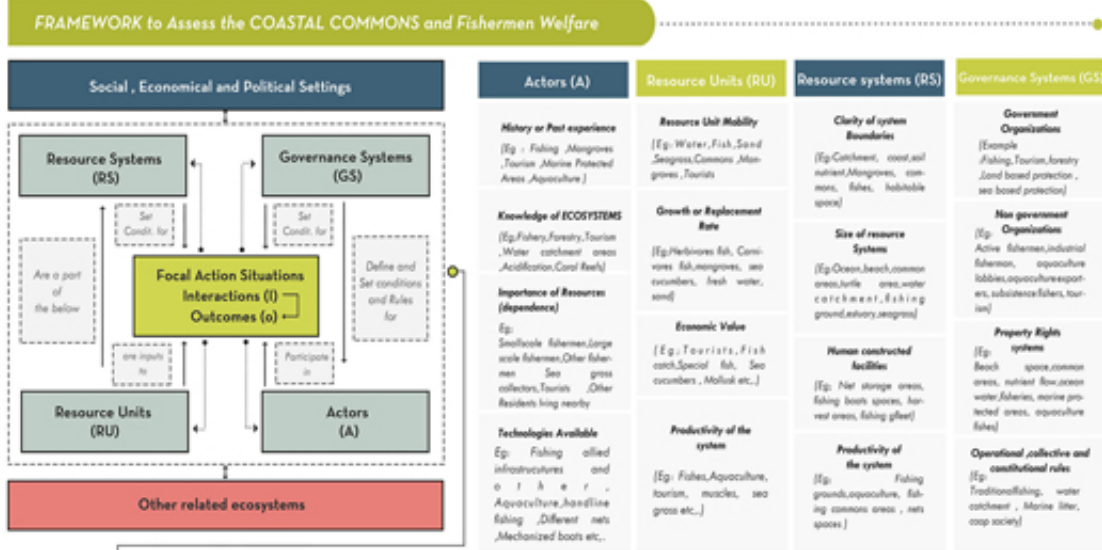 FRAMEWORK to Assess the COASTAL COMMONS and Fishermen Welfare
Social , Economical and Political Settings
Resource Systems
(RS)
Governance Systems
(GS)
Set
Condit. for
Set
Condit. for
Are a part
of
the below
Focal Action Situations
Interactions (I)
Outcomes (o)
Define and
Set conditions
and Rules
for
are inputs
to
Participate
in
Resource Units
(RU)
Actors
(A)
Other related ecosystems
Actors (A)
History or Past experience
(Eg : Fishing ,Mangroves
,Tourism ,Marine Protected
Areas ,Aquaculture )
Knowledge of ECOSYSTEMS
(Eg;Fishery,Forestry,Tourism
,Water catchment areas
,Acidification,Coral Reefs)
Importance of Resources
(dependence)
Eg:
Smallscale fishermen,Large
scale fishermen,Other fisher-
men Sea grass
collectors,Tourists ,Other
Residents living nearby
Technologies Available
Eg: Fishing allied
infrastrucutures and
other,
Aquaculture,handline
fishing ,Different nets
,Mechanized boats etc,.
Resource Units (RU)
Resource Unit Mobility
(Eg:Water,Fish,Sand
,Seagrass,Commons ,Man-
groves ,Tourists
Growth or Replacement
Rate
(Eg;Herbivores fish, Carni-
vores fish,mangroves, sea
cucumbers, fresh water,
sand)
Economic Value
(Eg;Tourists,Fish
catch,Special fish, Sea
cucumbers , Mollusk etc,.)
Productivity of the
system
(Eg: Fishes,Aquaculture,
tourism, muscles, sea
grass etc,.)
Resource systems (RS)
Clarity of system
Boundaries
(Eg:Catchment, coast,soil
nutrient,Mangroves, com-
mons, fishes, habitable
space)
Size of resource
Systems
(Eg:Ocean,beach,common
areas,turtle area,water
catchment,fishing
ground,estuary,seagrass)
Human constructed
facilities
(Eg; Net storage areas,
fishing boats spaces, har-
vest areas, fishing gfleet)
Productivity of
the system
(Eg: Fishing
grounds,aquaculture, fish-
ing commons areas , nets
spaces )
Governance Systems (GS)
Government
Organizations
(Example
:Fishing,Tourism,forestry
,Land based protection ,
sea based protection)
Non government
Organizations
(Eg:
Active fishermen,industrial
fisherman, aquaculture
lobbies,aquaculture export-
ers, subsistence fishers, tour-
ism)
Property Rights
systems
(Eg:
Beach space,common
areas, nutrient flow,ocean
water,fisheries, marine pro-
tected areas, aquaculture
fishes)
Operational ,collective and
constitutional rules
(Eg:
Traditionalfishing, water
catchment , Marine litter,
coop society)